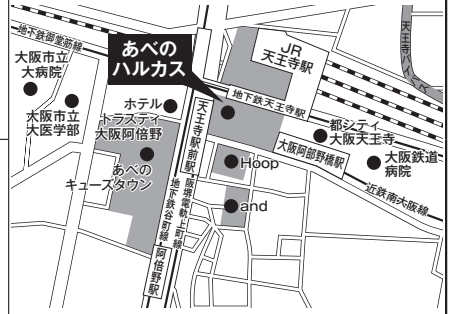 地下鉄御堂筋線
大阪市立
大病院
大阪市立
大医学部
あべの
ハルカス
JR
天王寺駅
天王寺バイパス
ホテル
トラスティ
大阪阿倍野
地下鉄天王寺駅
都シティ
大阪天王寺
大阪阿部野橋駅
大阪鉄道
病院
近鉄南大阪線
天王寺駅前駅
あべの
キューズタウン
Hoop
and
阪堺電軌上町線
地下鉄谷町線
阿倍野駅